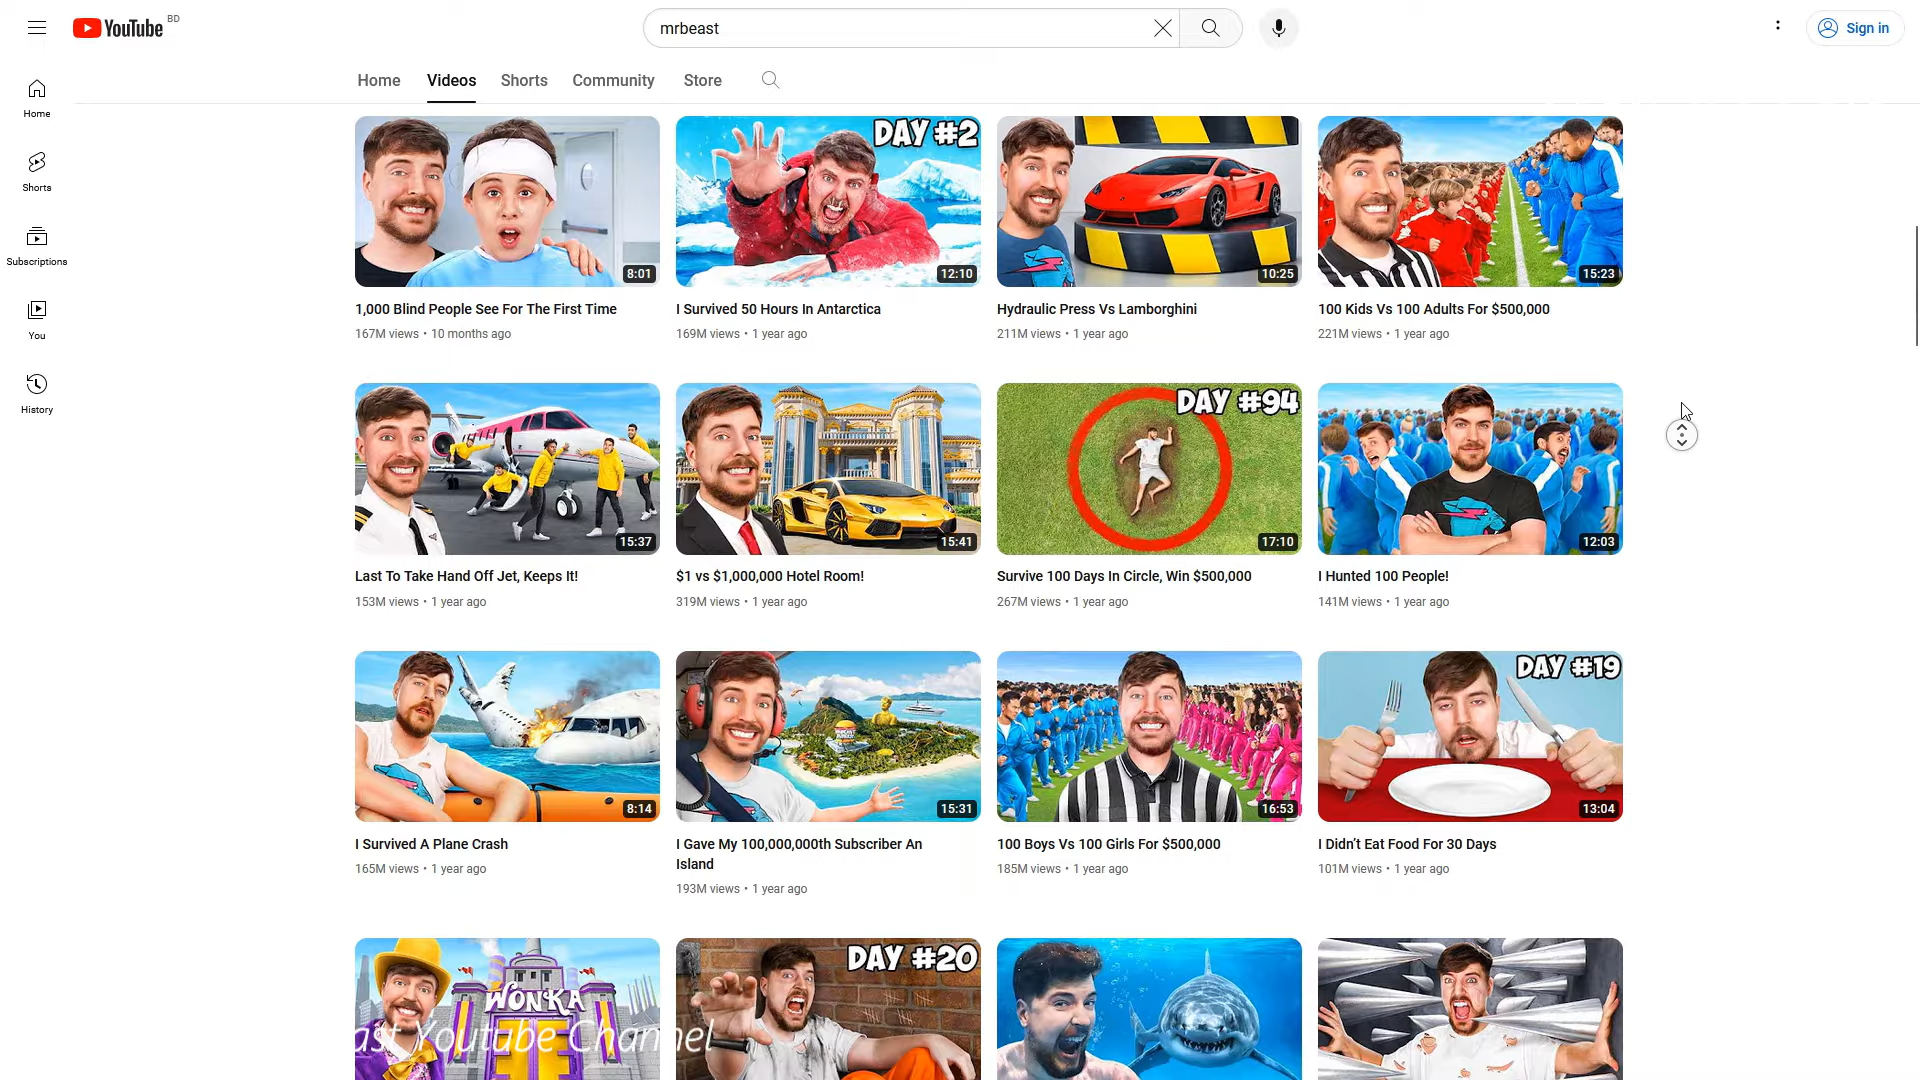 YouTube BD
mrbeast
Sign in
Home
Videos
Shorts
Community
Store
Home
Shorts
Subscriptions
You
History
8:01
DAY #2
12:10
10:25
15:23
1,000 Blind People See For The First Time
167M views • 10 months ago
I Survived 50 Hours In Antarctica
169M views • 1 year ago
Hydraulic Press Vs Lamborghini
211M views • 1 year ago
100 Kids Vs 100 Adults For $500,000
221M views • 1 year ago
15:37
15:41
DAY #94
17:10
12:03
Last To Take Hand Off Jet, Keeps It!
153M views • 1 year ago
$1 vs $1,000,000 Hotel Room!
319M views • 1 year ago
Survive 100 Days In Circle, Win $500,000
267M views • 1 year ago
I Hunted 100 People!
141M views • 1 year ago
8:14
15:31
16:53
DAY #19
13:04
I Survived A Plane Crash
165M views • 1 year ago
I Gave My 100,000,000th Subscriber An
Island
193M views • 1 year ago
100 Boys Vs 100 Girls For $500,000
185M views • 1 year ago
I Didn’t Eat Food For 30 Days
101M views • 1 year ago
WONKA
DAY #20
ast Youtube Channel